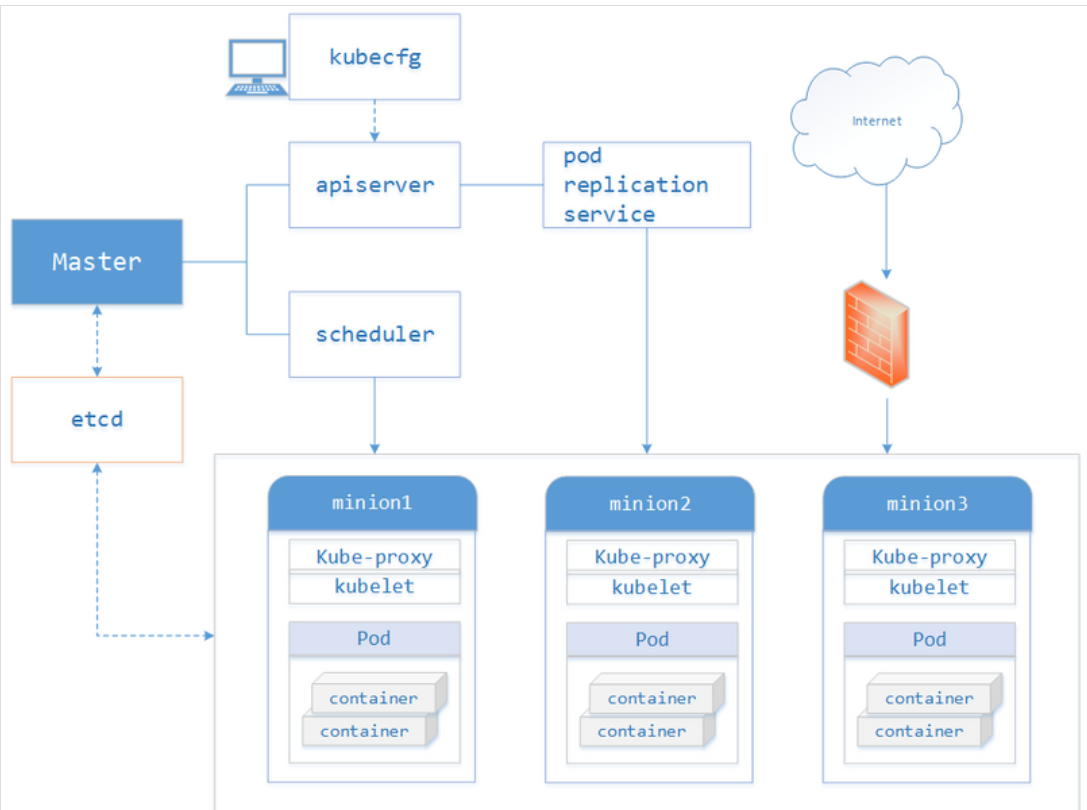 kubecfg
Internet
apiserver
pod
replication
service
Master
scheduler
etcd
minion1
minion2
minion3
Kube-proxy
kubelet
Kube-proxy
kubelet
Kube-proxy
kubelet
Pod
Pod
Pod
container
container
container
container
container
container